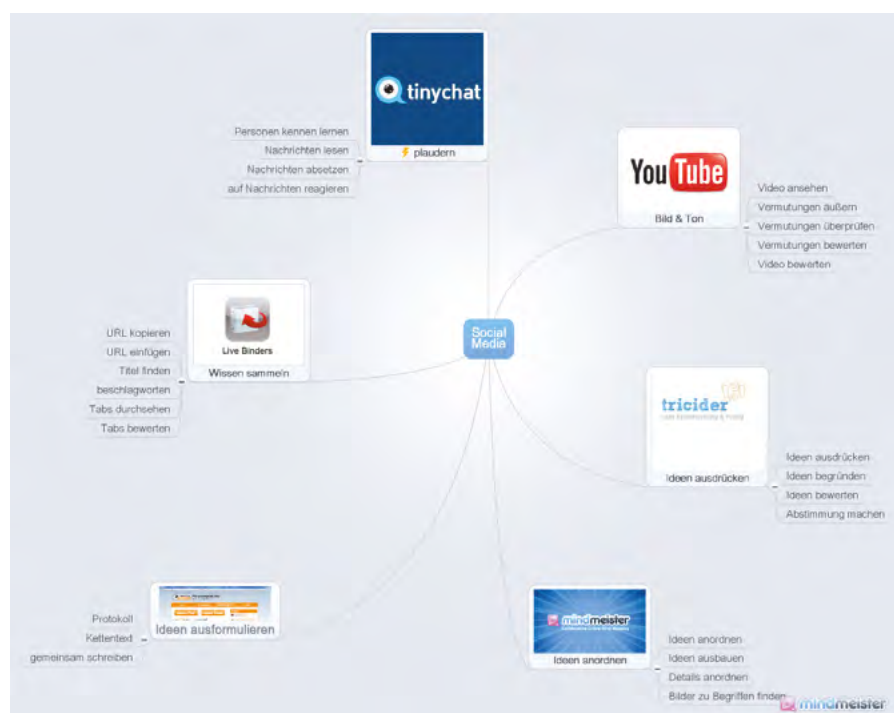 tinychat
plaudern
Personen kennen lernen
Nachrichten lesen
Nachrichten absetzen
auf Nachrichten reagieren
YouTube
Bild & Ton
Video ansehen
Vermutungen äußern
Vermutungen überprüfen
Vermutungen bewerten
Video bewerten
Social
Media
Live Binders
Wissen sammeln
URL kopieren
URL einfügen
Titel finden
beschlagworten
Tabs durchsehen
Tabs bewerten
tricider
Ideen ausdrücken
Ideen ausdrücken
Ideen begründen
Ideen bewerten
Abstimmung machen
Ideen ausformulieren
Protokoll
Kettentext
gemeinsam schreiben
mindmeister
Ideen anordnen
Ideen anordnen
Ideen ausbauen
Details anordnen
Bilder zu Begriffen finden
mindmeister